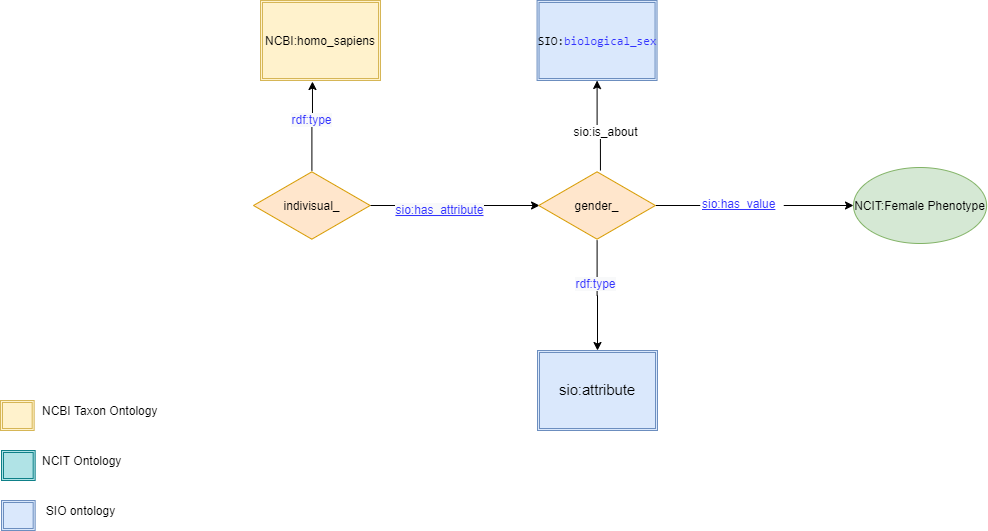 NCBI:homo_sapiens
SIO:biological_sex
rdf:type
sio:is_about
indivisual_
sio:has_attribute
gender_
sio:has_value
NCIT:Female Phenotype
rdf:type
sio:attribute
NCBI Taxon Ontology
NCIT Ontology
SIO ontology